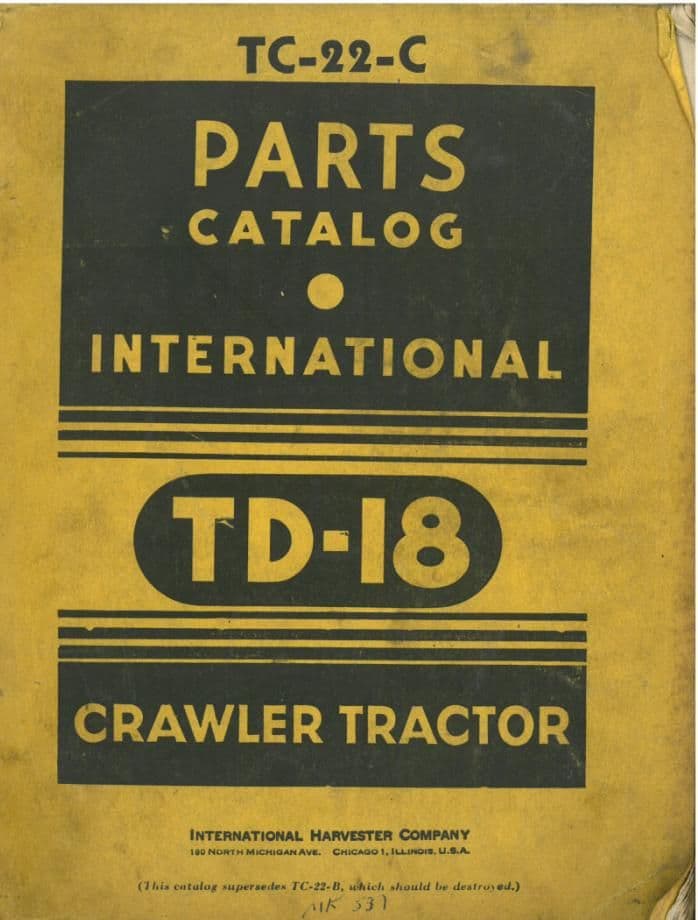 TC-22-C
PARTS
CATALOG
INTERNATIONAL
TD-18
CRAWLER TRACTOR
INTERNATIONAL HARVESTER COMPANY
180 NORTH MICHIGAN AVE. CHICAGO 1, ILLINOIS, U.S.A.
(This catalog supersedes TC-22-B, which should be destroyed.)